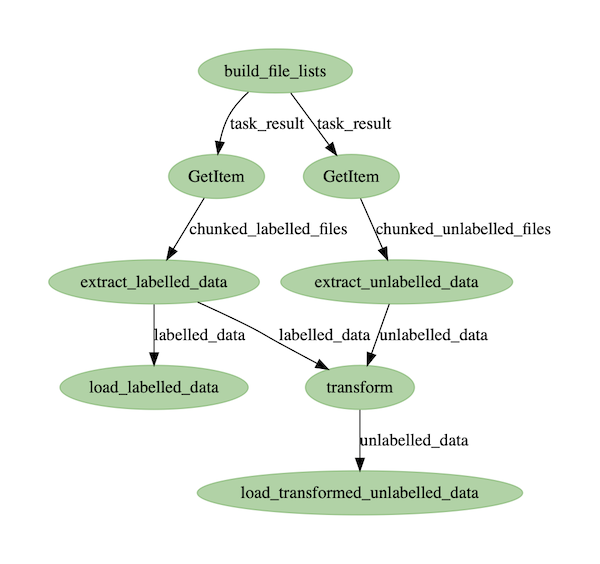 build_file_lists
task_result
task_result
GetItem
GetItem
chunked_labelled_files
chunked_unlabelled_files
extract_labelled_data
extract_unlabelled_data
labelled_data
labelled_data
unlabelled_data
load_labelled_data
transform
unlabelled_data
load_transformed_unlabelled_data